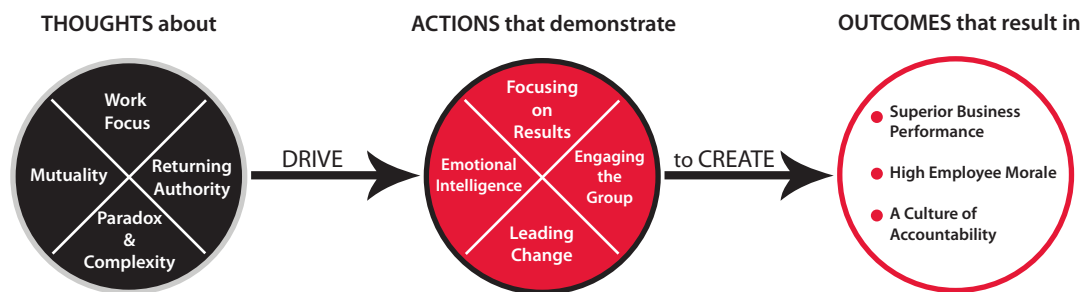 THOUGHTS about
Work
Focus
Mutuality
Returning
Authority
Paradox
&
Complexity
DRIVE
ACTIONS that demonstrate
Focusing
on
Results
Emotional
Intelligence
Engaging
the
Group
Leading
Change
to CREATE
OUTCOMES that result in
Superior Business
Performance
High Employee Morale
A Culture of
Accountability